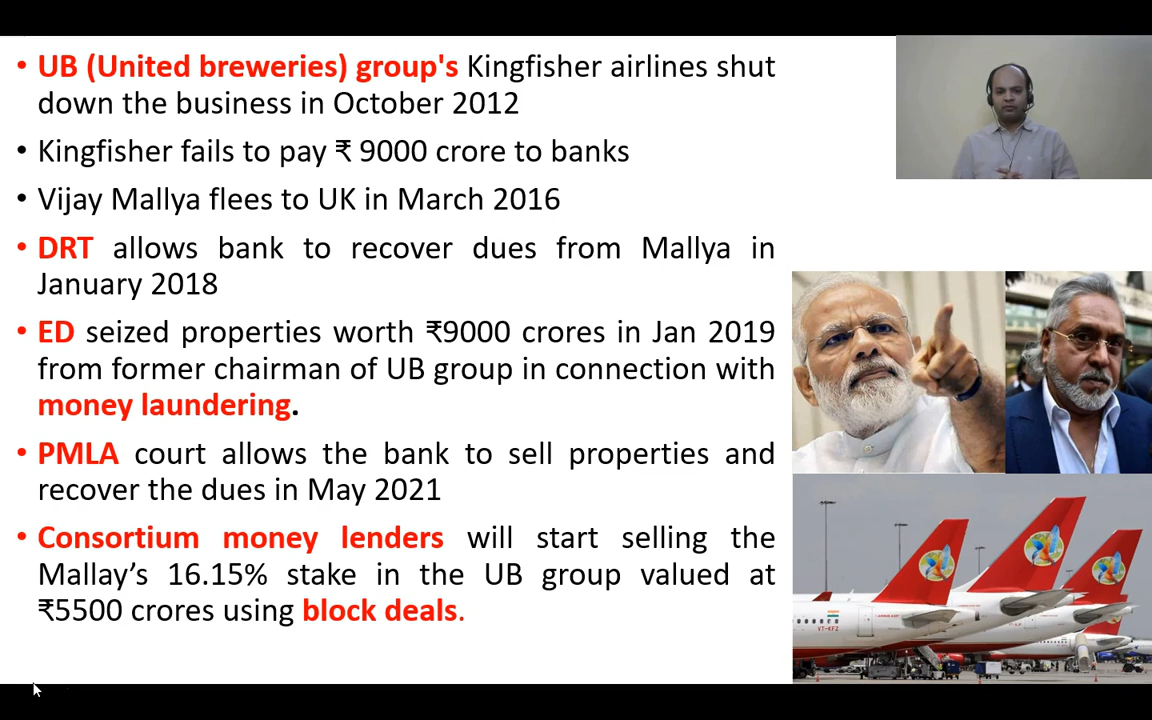 • UB (United breweries) group's Kingfisher airlines shut
down the business in October 2012
• Kingfisher fails to pay ₹ 9000 crore to banks
• Vijay Mallya flees to UK in March 2016
• DRT allows bank to recover dues from Mallya in
January 2018
• ED seized properties worth ₹9000 crores in Jan 2019
from former chairman of UB group in connection with
money laundering.
• PMLA court allows the bank to sell properties and
recover the dues in May 2021
• Consortium money lenders will start selling the
Mallay’s 16.15% stake in the UB group valued at
₹5500 crores using block deals.
VT-KFZ